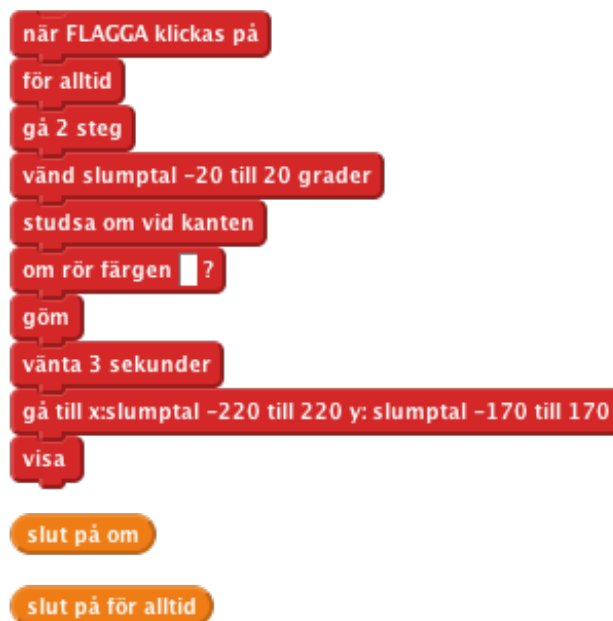 när FLAGGA klickas på
för alltid
gå 2 steg
vänd slumptal -20 till 20 grader
studsa om vid kanten
om rör färgen ?
göm
vänta 3 sekunder
gå till x:slumptal -220 till 220 y: slumptal -170 till 170
visa
slut på om
slut på för alltid